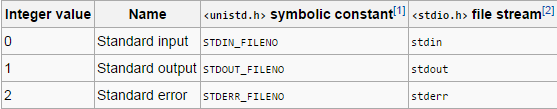 Integer value Name <unistd.h> symbolic constant[1] <stdio.h> file stream[2]
0 Standard input STDIN_FILENO stdin
1 Standard output STDOUT_FILENO stdout
2 Standard error STDERR_FILENO stderr